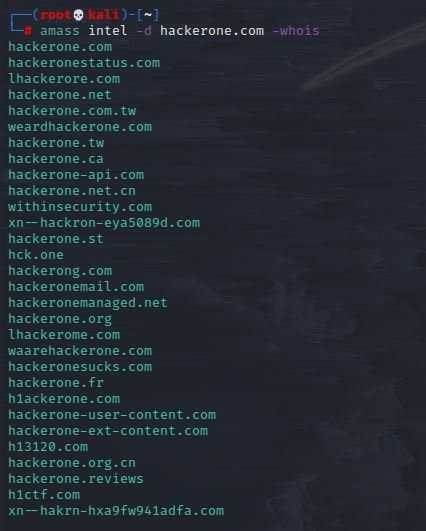 ┌──(root💀kali)-[~]
└─# amass intel -d hackerone.com -whois
hackerone.com
hackeronestatus.com
lhackerore.com
hackerone.net
hackerone.com.tw
weardhackerone.com
hackerone.tw
hackerone.ca
hackerone-api.com
hackerone.net.cn
withinsecurity.com
xn--hackron-eya5089d.com
hackerone.st
hck.one
hackerong.com
hackeronemail.com
hackeronemanaged.net
hackerone.org
lhackerome.com
waarehackerone.com
hackeronesucks.com
hackerone.fr
h1ackerone.com
hackerone-user-content.com
hackerone-ext-content.com
h13120.com
hackerone.org.cn
hackerone.reviews
h1ctf.com
xn--hakrn-hxa9fw941adfa.com